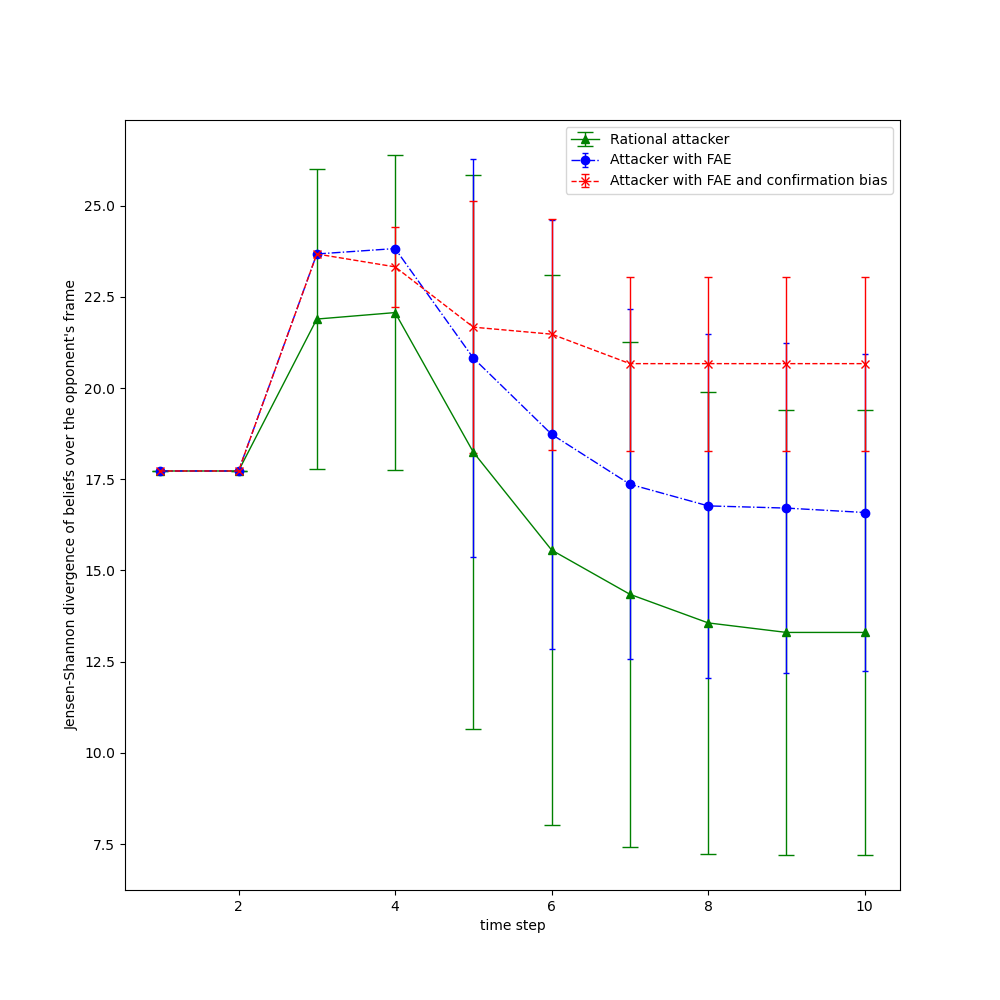 Rational attacker
Attacker with FAE
Attacker with FAE and confirmation bias
Jensen-Shannon divergence of beliefs over the opponent's frame
25.0
22.5
20.0
17.5
15.0
12.5
10.0
7.5
2 4 6 8 10
time step